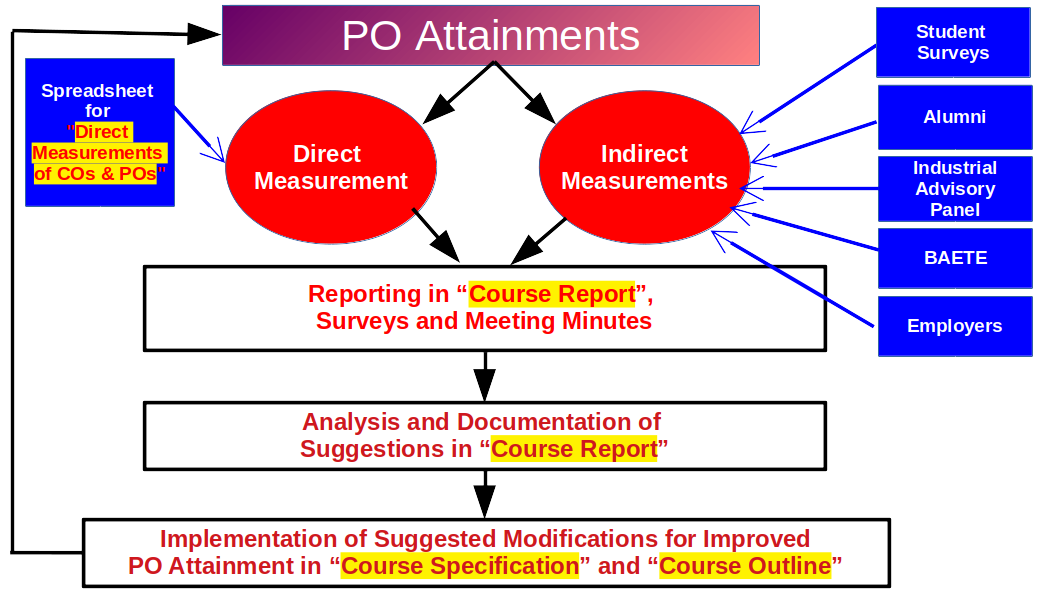 PO Attainments
Student
Surveys
Spreadsheet
for
"Direct
Measurements
of COs & POs"
Direct
Measurement
Indirect
Measurements
Alumni
Industrial
Advisory
Panel
BAETE
Employers
Reporting in “Course Report”,
Surveys and Meeting Minutes
Analysis and Documentation of
Suggestions in “Course Report”
Implementation of Suggested Modifications for Improved
PO Attainment in “Course Specification” and “Course Outline”